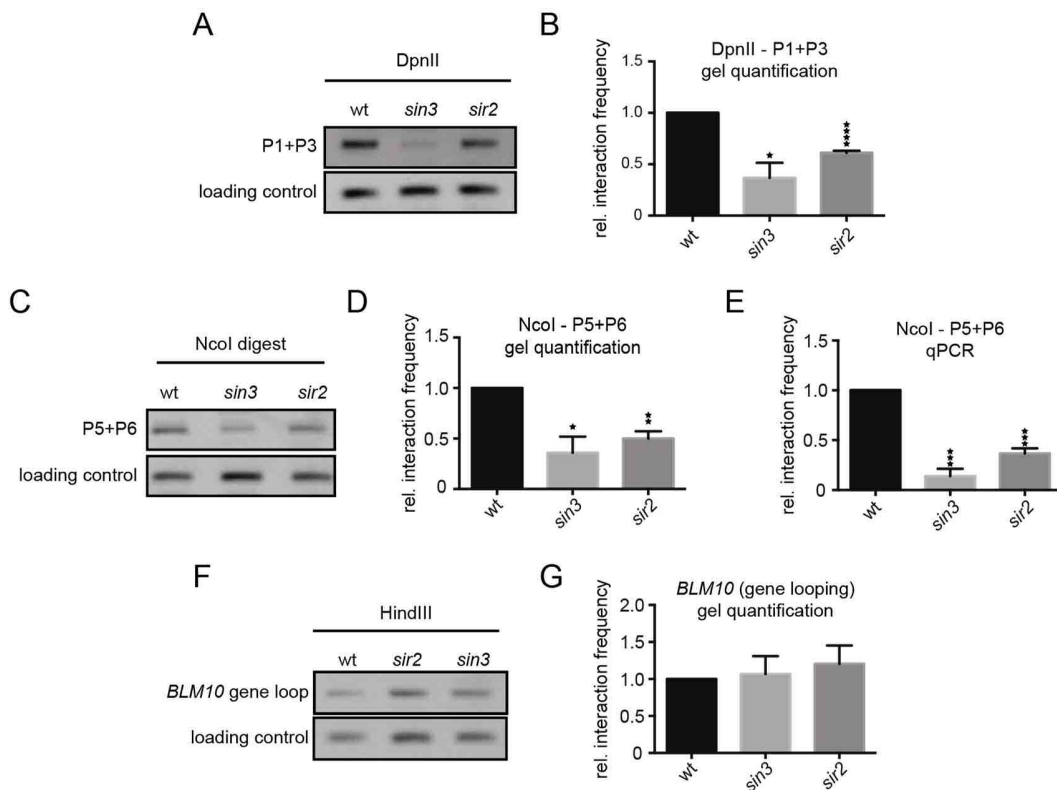 A
DpnII
wt sin3 sir2
P1+P3
loading control
B
DpnII - P1+P3
gel quantification
rel. interaction frequency
1.5
1.0
0.5
0
★
★★★★
wt sin3 sir2
C
NcoI digest
wt sin3 sir2
P5+P6
loading control
D
NcoI - P5+P6
gel quantification
rel. interaction frequency
1.5
1.0
0.5
0
★
★★
wt sin3 sir2
E
NcoI - P5+P6
qPCR
rel. interaction frequency
1.5
1.0
0.5
0
★★★
★★★
wt sin3 sir2
F
HindIII
wt sir2 sin3
BLM10 gene loop
loading control
G
BLM10 (gene looping)
gel quantification
rel. interaction frequency
2.0
1.5
1.0
0.5
0
wt sin3 sir2